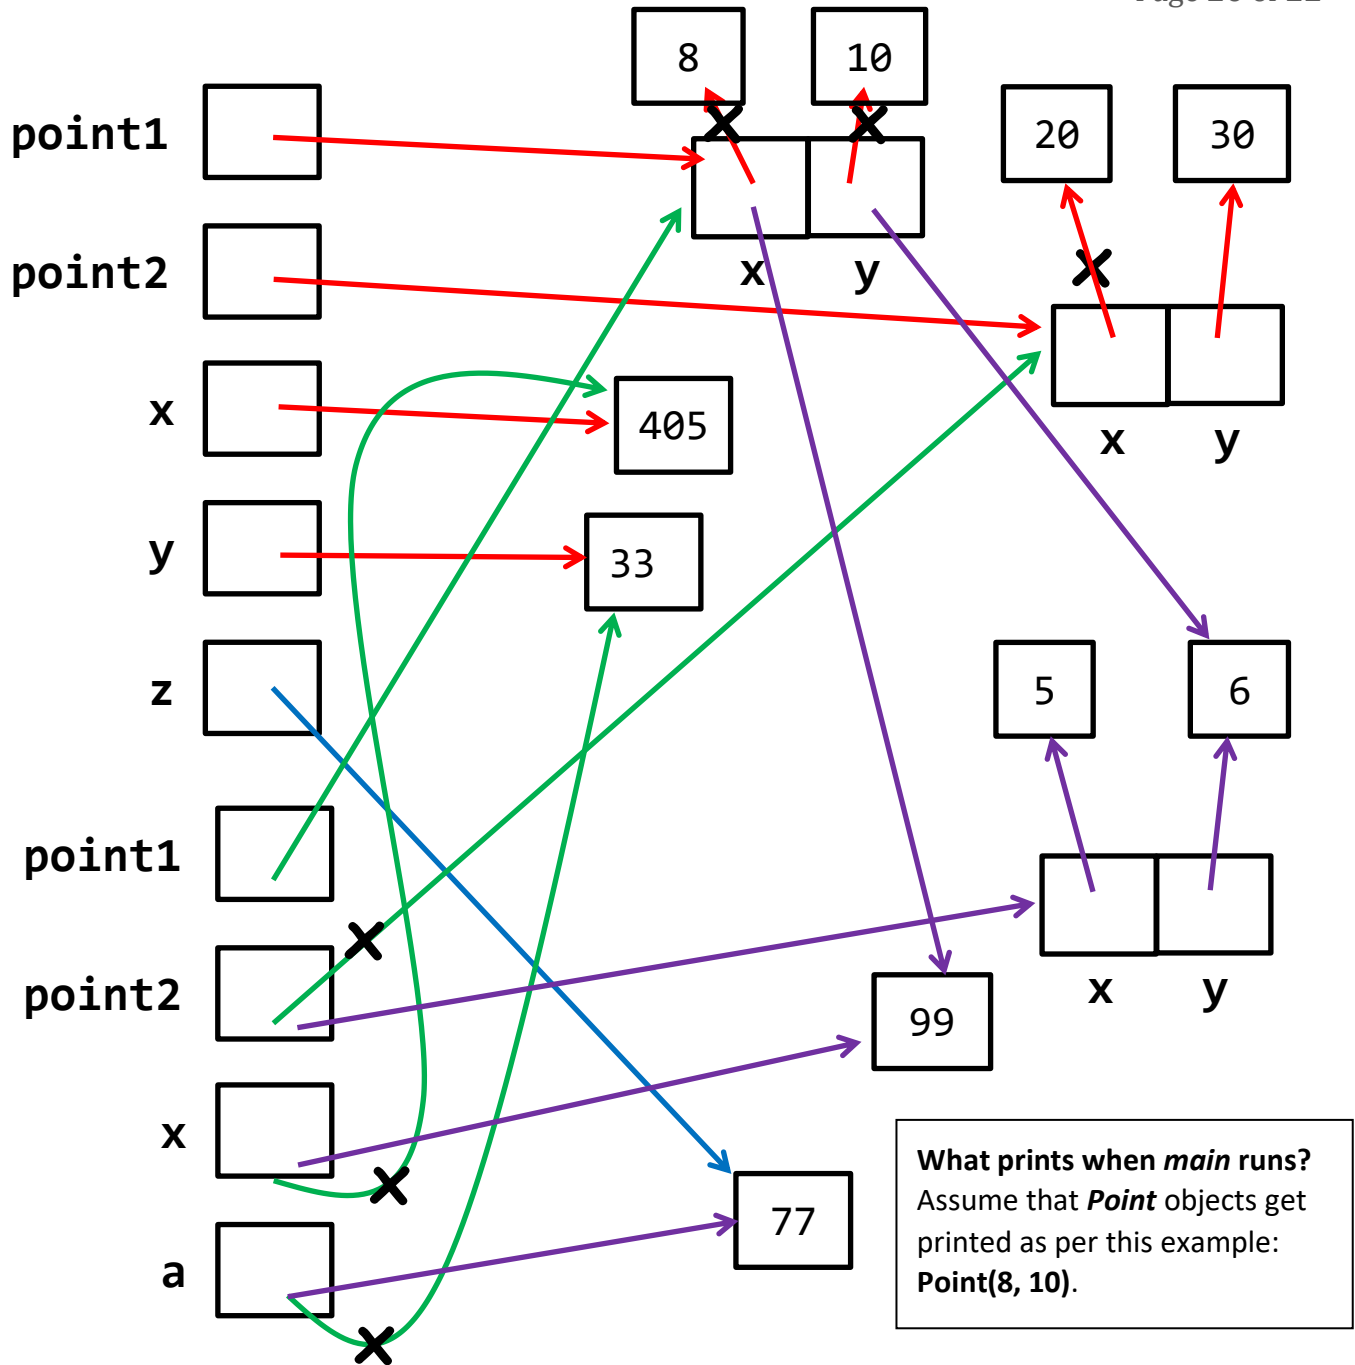 8
10
point1
20
30
point2
x
y
x
405
x
y
y
33
z
5
6
point1
point2
x
y
99
x
77
a
What prints when main runs?
Assume that Point objects get
printed as per this example:
Point(8, 10).